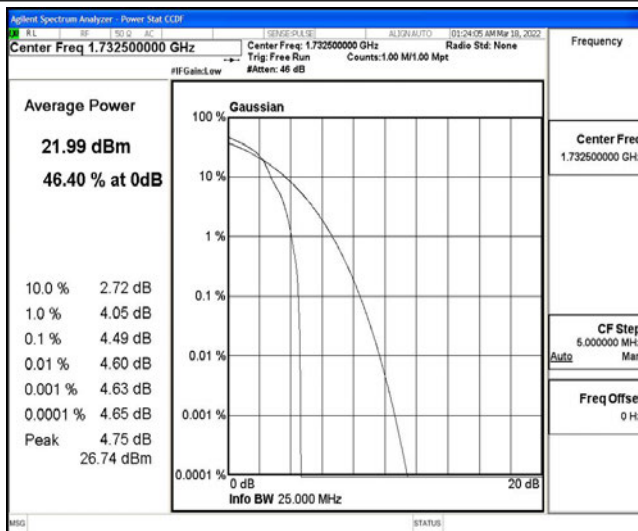 Agilent Spectrum Analyzer - Power Stat CCDF
RL RF 50 Ω AC SENSE:PULSE ALIGN AUTO 01:24:05 AM Mar 18, 2022
Center Freq 1.732500000 GHz
Center Freq: 1.732500000 GHz Radio Std: None
Trig: Free Run Counts:1.00 M/1.00 Mpt
#IFGain:Low #Atten: 46 dB
Frequency
Average Power
21.99 dBm
46.40 % at 0dB
10.0 % 2.72 dB
1.0 % 4.05 dB
0.1 % 4.49 dB
0.01 % 4.60 dB
0.001 % 4.63 dB
0.0001 % 4.65 dB
Peak 4.75 dB
26.74 dBm
Gaussian
100 %
10 %
1 %
0.1 %
0.01 %
0.001 %
0.0001 %
0 dB 20 dB
Info BW 25.000 MHz
Center Freq
1.732500000 GHz
CF Step
5.000000 MHz
Auto Man
Freq Offset
0 Hz
MSG STATUS